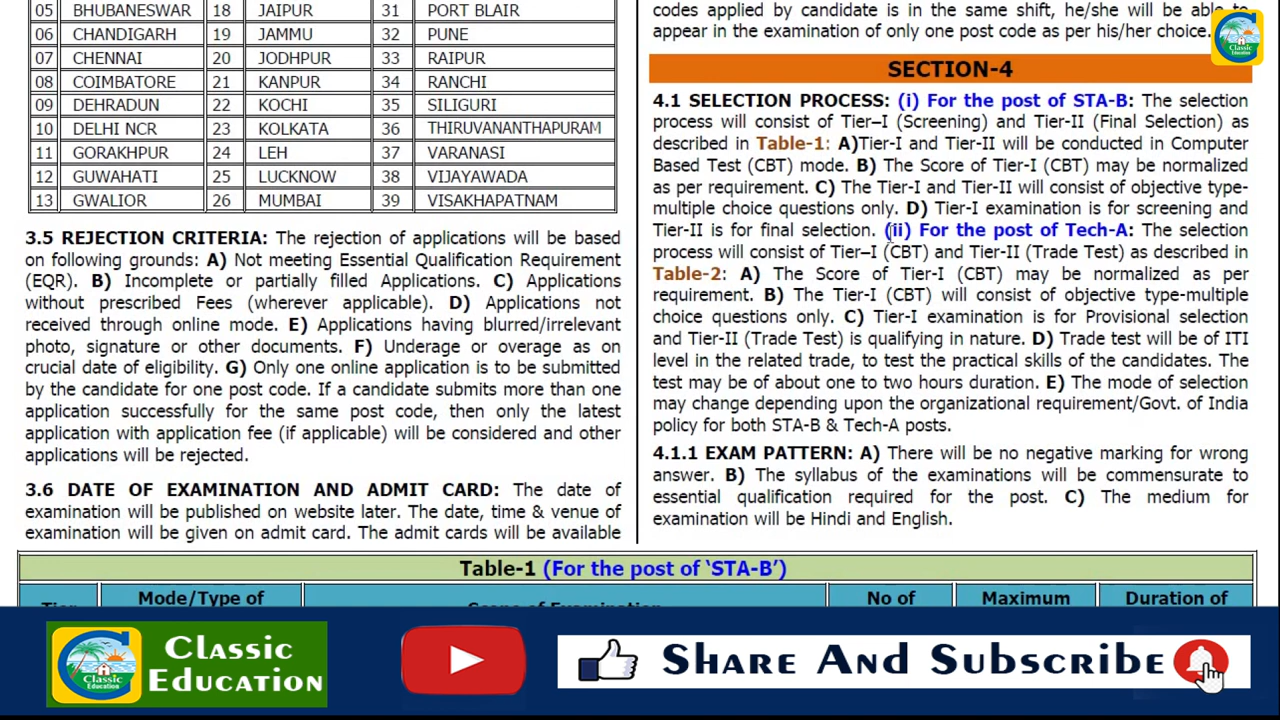 05 BHUBANESWAR 18 JAIPUR 31 PORT BLAIR
06 CHANDIGARH 19 JAMMU 32 PUNE
07 CHENNAI 20 JODHPUR 33 RAIPUR
08 COIMBATORE 21 KANPUR 34 RANCHI
09 DEHRADUN 22 KOCHI 35 SILIGURI
10 DELHI NCR 23 KOLKATA 36 THIRUVANANTHAPURAM
11 GORAKHPUR 24 LEH 37 VARANASI
12 GUWAHATI 25 LUCKNOW 38 VIJAYAWADA
13 GWALIOR 26 MUMBAI 39 VISAKHAPATNAM
3.5 REJECTION CRITERIA: The rejection of applications will be based
on following grounds: A) Not meeting Essential Qualification Requirement
(EQR). B) Incomplete or partially filled Applications. C) Applications
without prescribed Fees (wherever applicable). D) Applications not
received through online mode. E) Applications having blurred/irrelevant
photo, signature or other documents. F) Underage or overage as on
crucial date of eligibility. G) Only one online application is to be submitted
by the candidate for one post code. If a candidate submits more than one
application successfully for the same post code, then only the latest
application with application fee (if applicable) will be considered and other
applications will be rejected.
3.6 DATE OF EXAMINATION AND ADMIT CARD: The date of
examination will be published on website later. The date, time & venue of
examination will be given on admit card. The admit cards will be available
codes applied by candidate is in the same shift, he/she will be able to
appear in the examination of only one post code as per his/her choice.
Classic
Education
SECTION-4
4.1 SELECTION PROCESS: (i) For the post of STA-B: The selection
process will consist of Tier–I (Screening) and Tier-II (Final Selection) as
described in Table-1: A)Tier-I and Tier-II will be conducted in Computer
Based Test (CBT) mode. B) The Score of Tier-I (CBT) may be normalized
as per requirement. C) The Tier-I and Tier-II will consist of objective type-
multiple choice questions only. D) Tier-I examination is for screening and
Tier-II is for final selection. (ii) For the post of Tech-A: The selection
process will consist of Tier–I (CBT) and Tier-II (Trade Test) as described in
Table-2: A) The Score of Tier-I (CBT) may be normalized as per
requirement. B) The Tier-I (CBT) will consist of objective type-multiple
choice questions only. C) Tier-I examination is for Provisional selection
and Tier-II (Trade Test) is qualifying in nature. D) Trade test will be of ITI
level in the related trade, to test the practical skills of the candidates. The
test may be of about one to two hours duration. E) The mode of selection
may change depending upon the organizational requirement/Govt. of India
policy for both STA-B & Tech-A posts.
4.1.1 EXAM PATTERN: A) There will be no negative marking for wrong
answer. B) The syllabus of the examinations will be commensurate to
essential qualification required for the post. C) The medium for
examination will be Hindi and English.
Table-1 (For the post of ‘STA-B’)
Tier Mode/Type of Scope of Examination No of Maximum Duration of
Classic
Education
Classic
Education
Share And Subscribe